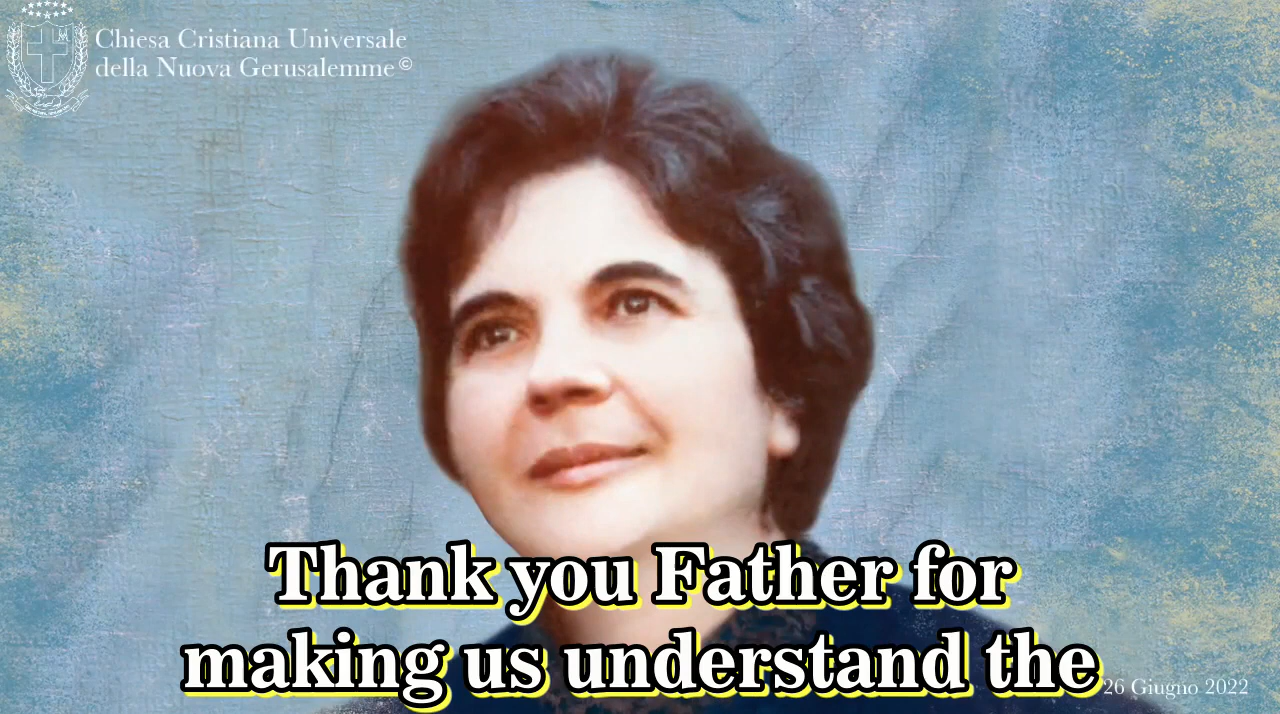 Chiesa Cristiana Universale
della Nuova Gerusalemme©
Thank you Father for
making us understand the
26 Giugno 2022